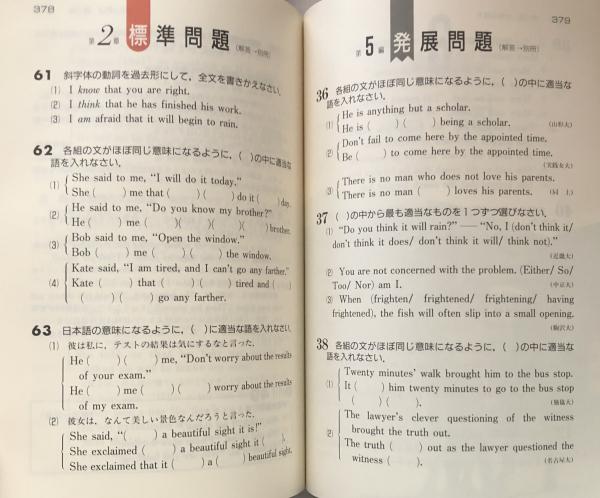 378
第2章 標準問題 (解答→別冊)
61 斜字体の動詞を過去形にして，全文を書きかえなさい。
(1) I know that you are right.
(2) I think that he has finished his work.
(3) I am afraid that it will begin to rain.
62 各組の文がほぼ同じ意味になるように，( )の中に適当な
語を入れなさい。
(1) She said to me, "I will do it today."
She ( ) me that ( ) ( ) do it ( ) day.
(2) He said to me, "Do you know my brother?"
He ( ) me ( )( )( )( ) brother.
(3) Bob said to me, "Open the window."
Bob ( ) me ( ) ( ) the window.
(4) Kate said, "I am tired, and I can't go any farther."
Kate ( ) that ( ) ( ) tired and ( )
( ) ( ) go any farther.
63 日本語の意味になるように，( )に適当な語を入れなさい。
(1) 彼は私に，テストの結果は気にするなと言った。
He ( ) ( ) me, "Don't worry about the results
of your exam."
He ( ) me ( ) ( ) worry about the results
of my exam.
(2) 彼女は，なんて美しい景色なんだろうと言った。
She said, "( ) a beautiful sight it is!"
She exclaimed ( ) a beautiful sight it ( ).
She exclaimed that it ( ) a ( ) beautiful sight.
379
第5編 発展問題 (解答→別冊)
36 各組の文がほぼ同じ意味になるように，( )の中に適当な
語を入れなさい。
(1) He is anything but a scholar.
He is ( ) ( ) being a scholar. (山形大)
(2) Don't fail to come here by the appointed time.
Be ( ) to come here by the appointed time.
(実践女大)
(3) There is no man who does not love his parents.
There is no man ( ) loves his parents. (同 上)
37 ( )の中から最も適当なものを1つずつ選びなさい。
(1) "Do you think it will rain?" — "No, I (don't think it/
don't think it does/ don't think it will/ think not)."
(近畿大)
(2) You are not concerned with the problem. (Either/ So/
Too/ Nor) am I. (中京大)
(3) When (frighten/ frightened/ frightening/ having
frightened), the fish will often slip into a small opening.
(駒沢大)
38 各組の文がほぼ同じ意味になるように，( )の中に適当な
語を入れなさい。
(1) Twenty minutes' walk brought him to the bus stop.
It ( ) him twenty minutes to go to the bus stop
( ) ( ).
(2) The lawyer's clever questioning of the witness
brought the truth out.
The truth ( ) out as the lawyer questioned the
witness ( ). (名古屋大)